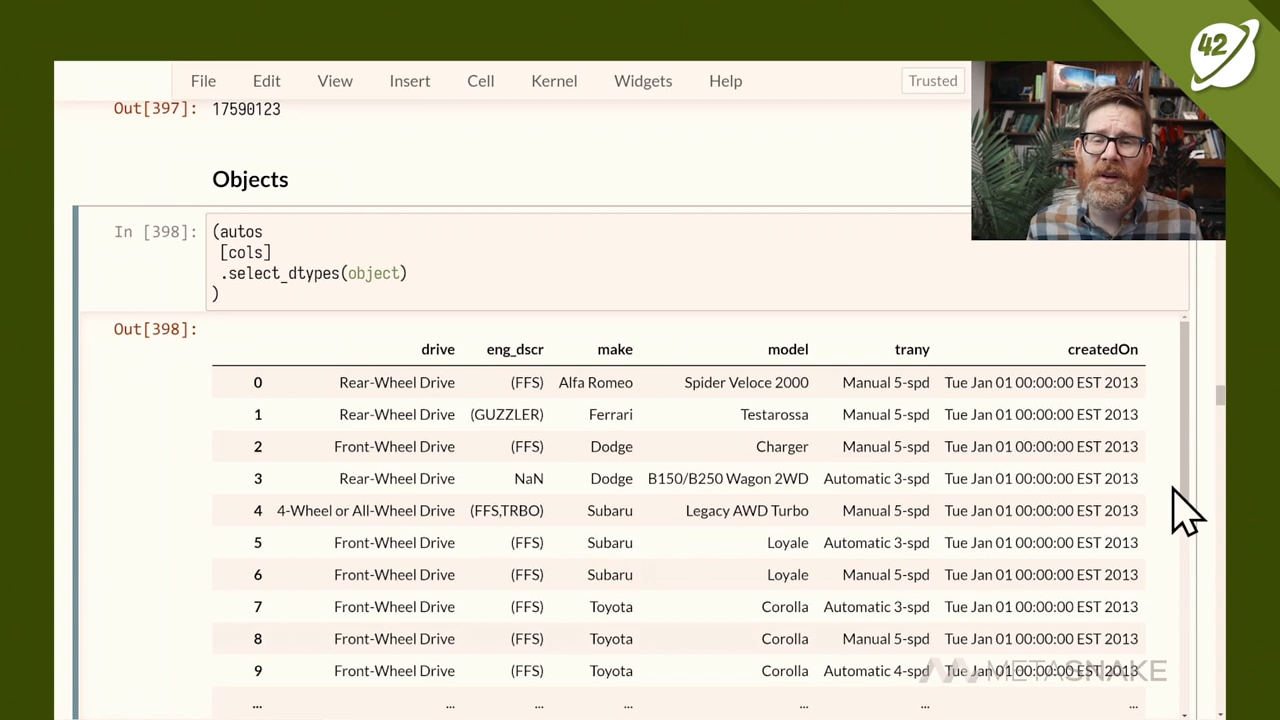 42
File Edit View Insert Cell Kernel Widgets Help Trusted
Out[397]: 17590123
Objects
In [398]: (autos
[cols]
.select_dtypes(object)
)
Out[398]:
drive eng_dscr make model trany createdOn
0 Rear-Wheel Drive (FFS) Alfa Romeo Spider Veloce 2000 Manual 5-spd Tue Jan 01 00:00:00 EST 2013
1 Rear-Wheel Drive (GUZZLER) Ferrari Testarossa Manual 5-spd Tue Jan 01 00:00:00 EST 2013
2 Front-Wheel Drive (FFS) Dodge Charger Manual 5-spd Tue Jan 01 00:00:00 EST 2013
3 Rear-Wheel Drive NaN Dodge B150/B250 Wagon 2WD Automatic 3-spd Tue Jan 01 00:00:00 EST 2013
4 4-Wheel or All-Wheel Drive (FFS,TRBO) Subaru Legacy AWD Turbo Manual 5-spd Tue Jan 01 00:00:00 EST 2013
5 Front-Wheel Drive (FFS) Subaru Loyale Automatic 3-spd Tue Jan 01 00:00:00 EST 2013
6 Front-Wheel Drive (FFS) Subaru Loyale Manual 5-spd Tue Jan 01 00:00:00 EST 2013
7 Front-Wheel Drive (FFS) Toyota Corolla Automatic 3-spd Tue Jan 01 00:00:00 EST 2013
8 Front-Wheel Drive (FFS) Toyota Corolla Manual 5-spd Tue Jan 01 00:00:00 EST 2013
9 Front-Wheel Drive (FFS) Toyota Corolla Automatic 4-spd Tue Jan 01 00:00:00 EST 2013
... ... ... ... ... ... ...
METASNAKE